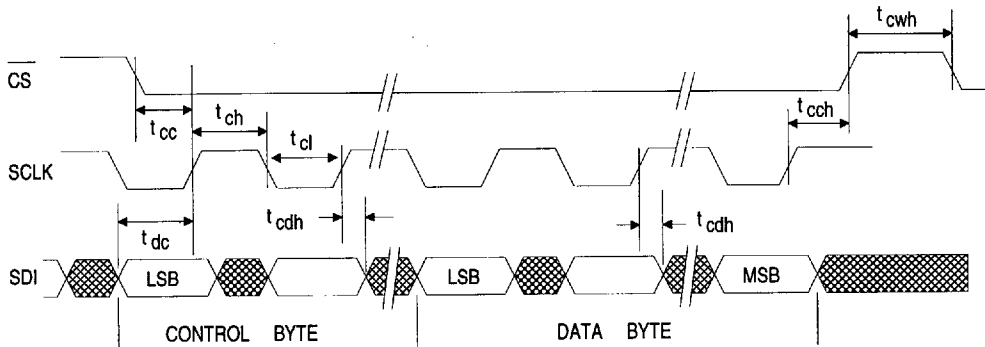 t cwh
CS
t cc
t ch
t cl
t cch
SCLK
t dc
t cdh
t cdh
SDI
LSB
LSB
MSB
CONTROL BYTE
DATA BYTE